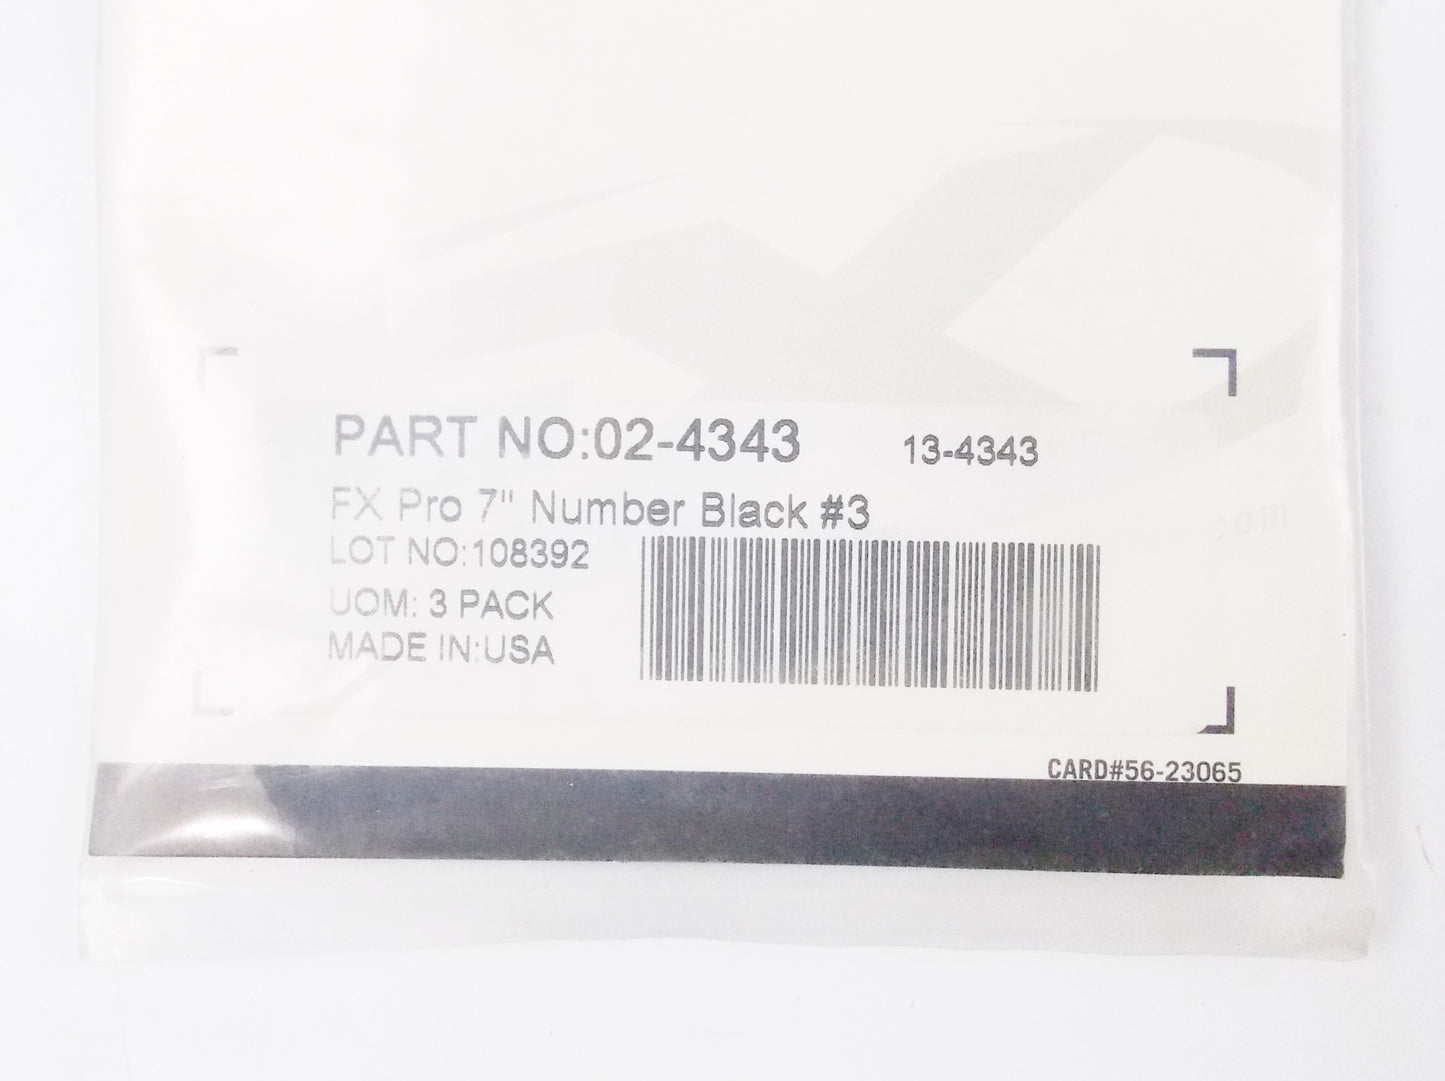 PART NO:02-4343 13-4343
FX Pro 7" Number Black #3
LOT NO:108392
UOM: 3 PACK
MADE IN:USA
CARD#56-23065